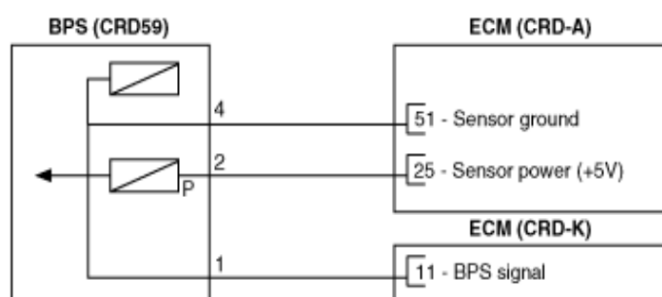 BPS (CRD59)
ECM (CRD-A)
4
51 - Sensor ground
2
25 - Sensor power (+5V)
P
ECM (CRD-K)
1
11 - BPS signal